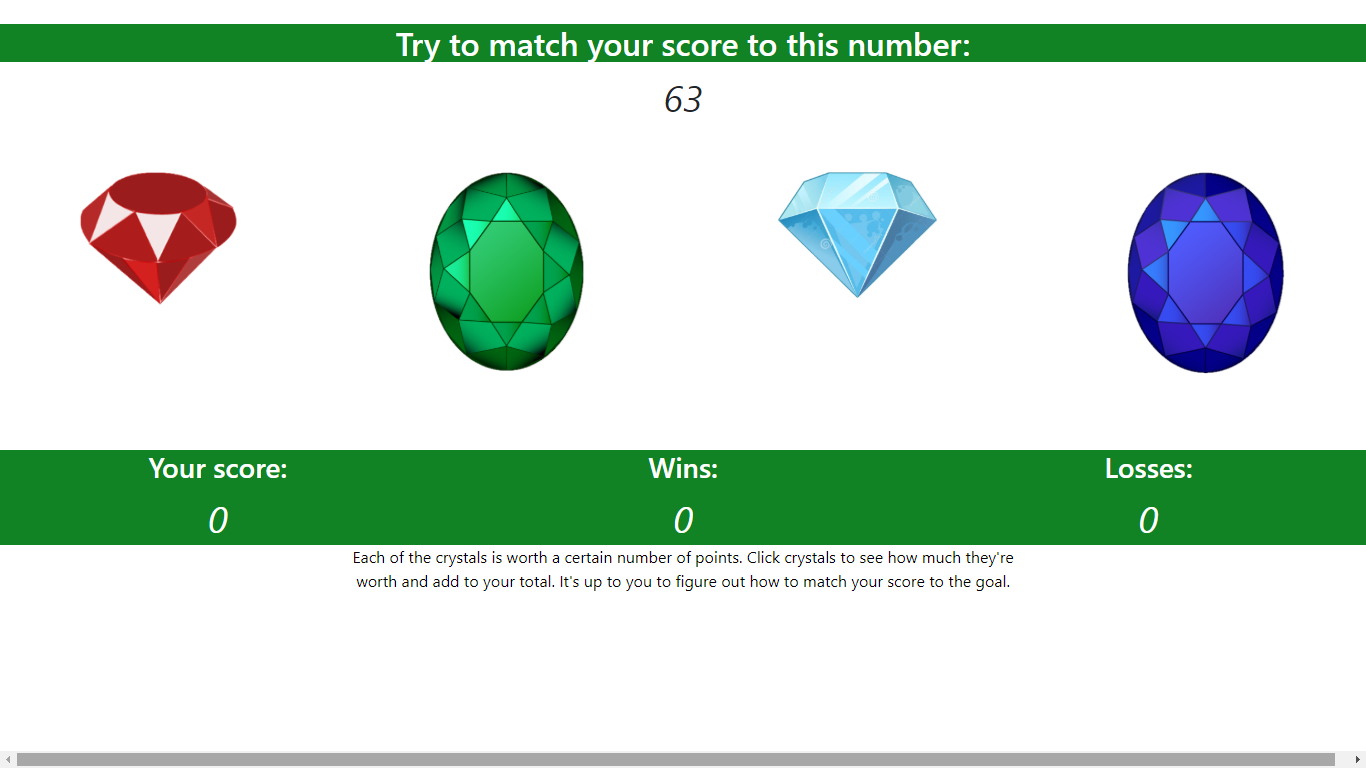 Try to match your score to this number:
63
Your score:
Wins:
Losses:
0
0
0
Each of the crystals is worth a certain number of points. Click crystals to see how much they're
worth and add to your total. It's up to you to figure out how to match your score to the goal.